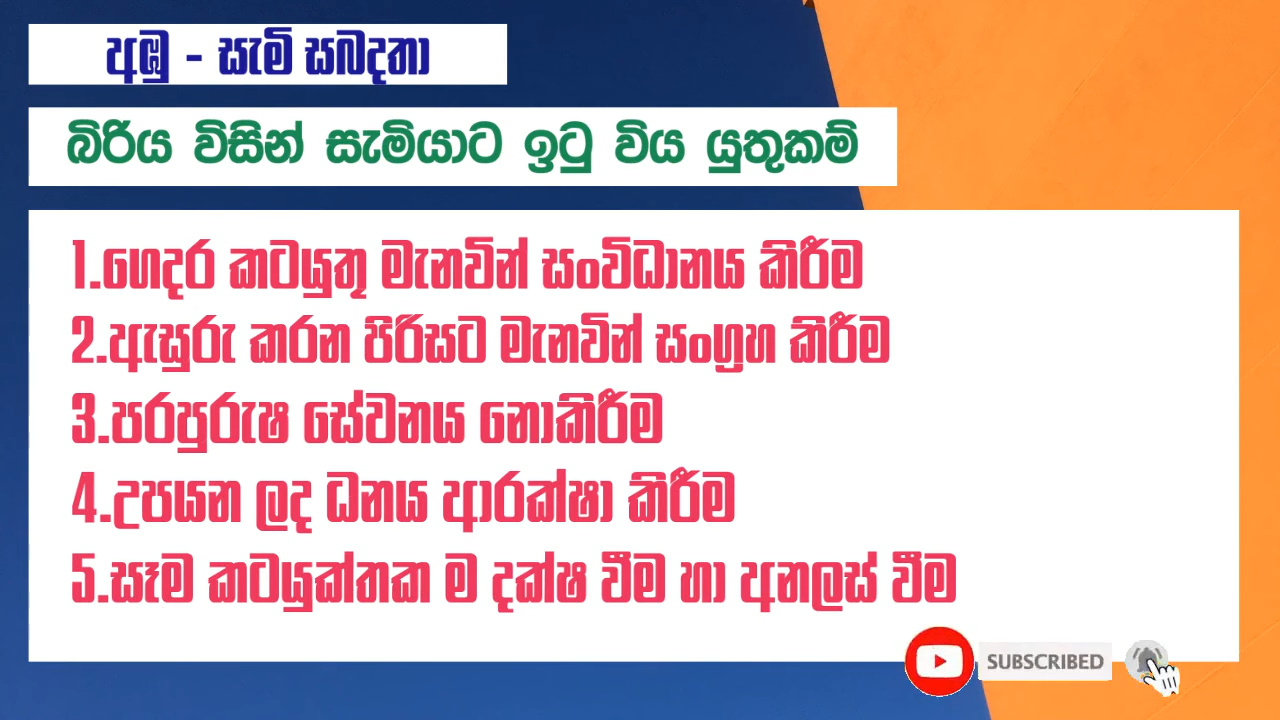 අඹු - සැමි සබදතා
බිරිය විසින් සැමියාට ඉටු විය යුතුකම්
1.ගෙදර කටයුතු මැනවින් සංවිධානය කිරීම
2.ඇසුරු කරන පිරිසට මැනවින් සංග්‍රහ කිරීම
3.පරපුරුෂ සේවනය නොකිරීම
4.උපයන ලද ධනය ආරක්ෂා කිරීම
5.සෑම කටයුක්තක ම දක්ෂ වීම හා අනලස් වීම
SUBSCRIBED